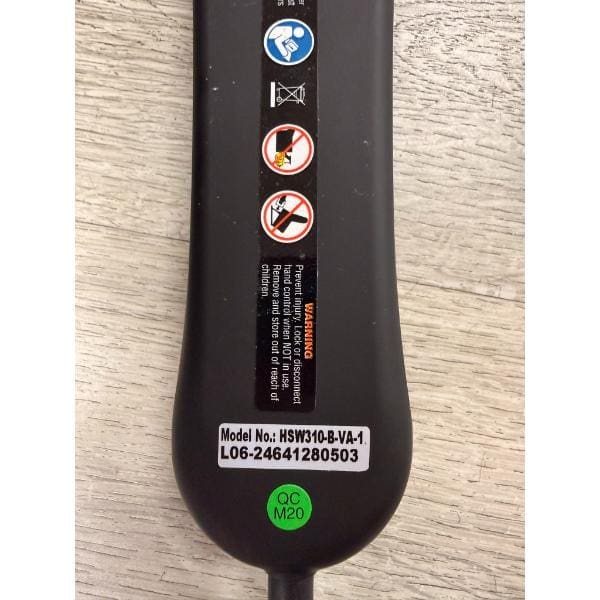 WARNING
Prevent injury. Lock or disconnect
hand control when NOT in use.
Remove and store out of reach of
children.
Model No.: HSW310-B-VA-1
L06-24641280503
QC
M20